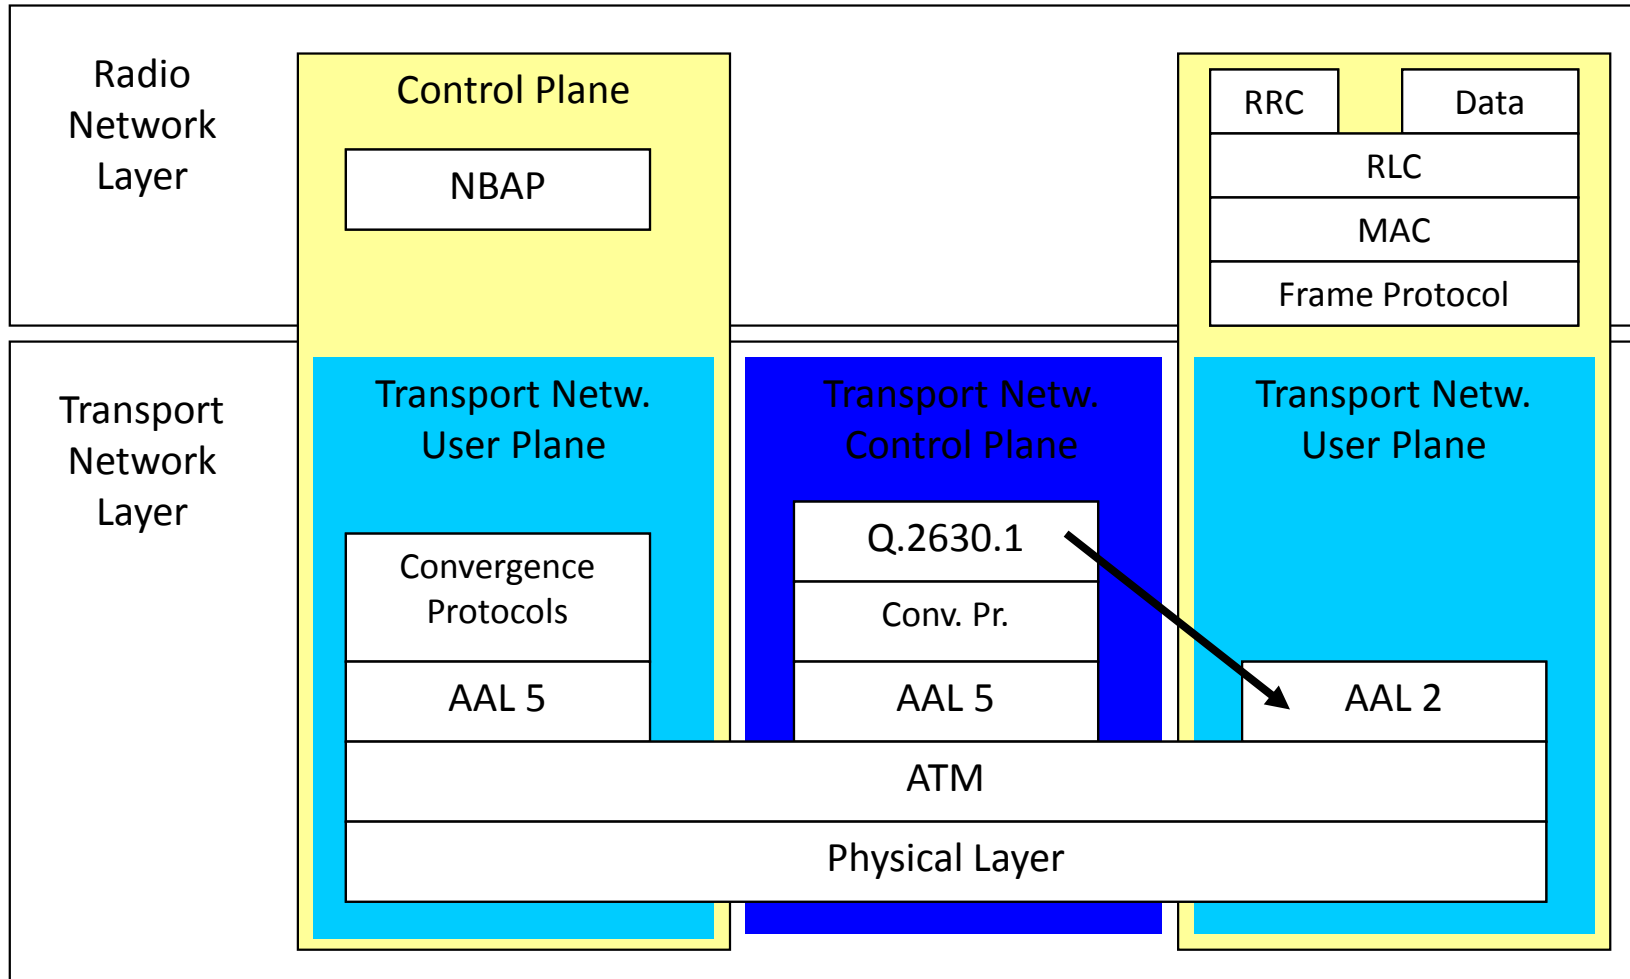 Radio
Network
Layer
Control Plane
NBAP
RRC
Data
RLC
MAC
Frame Protocol
Transport
Network
Layer
Transport Netw.
User Plane
Convergence
Protocols
AAL 5
Transport Netw.
Control Plane
Q.2630.1
Conv. Pr.
AAL 5
Transport Netw.
User Plane
AAL 2
ATM
Physical Layer